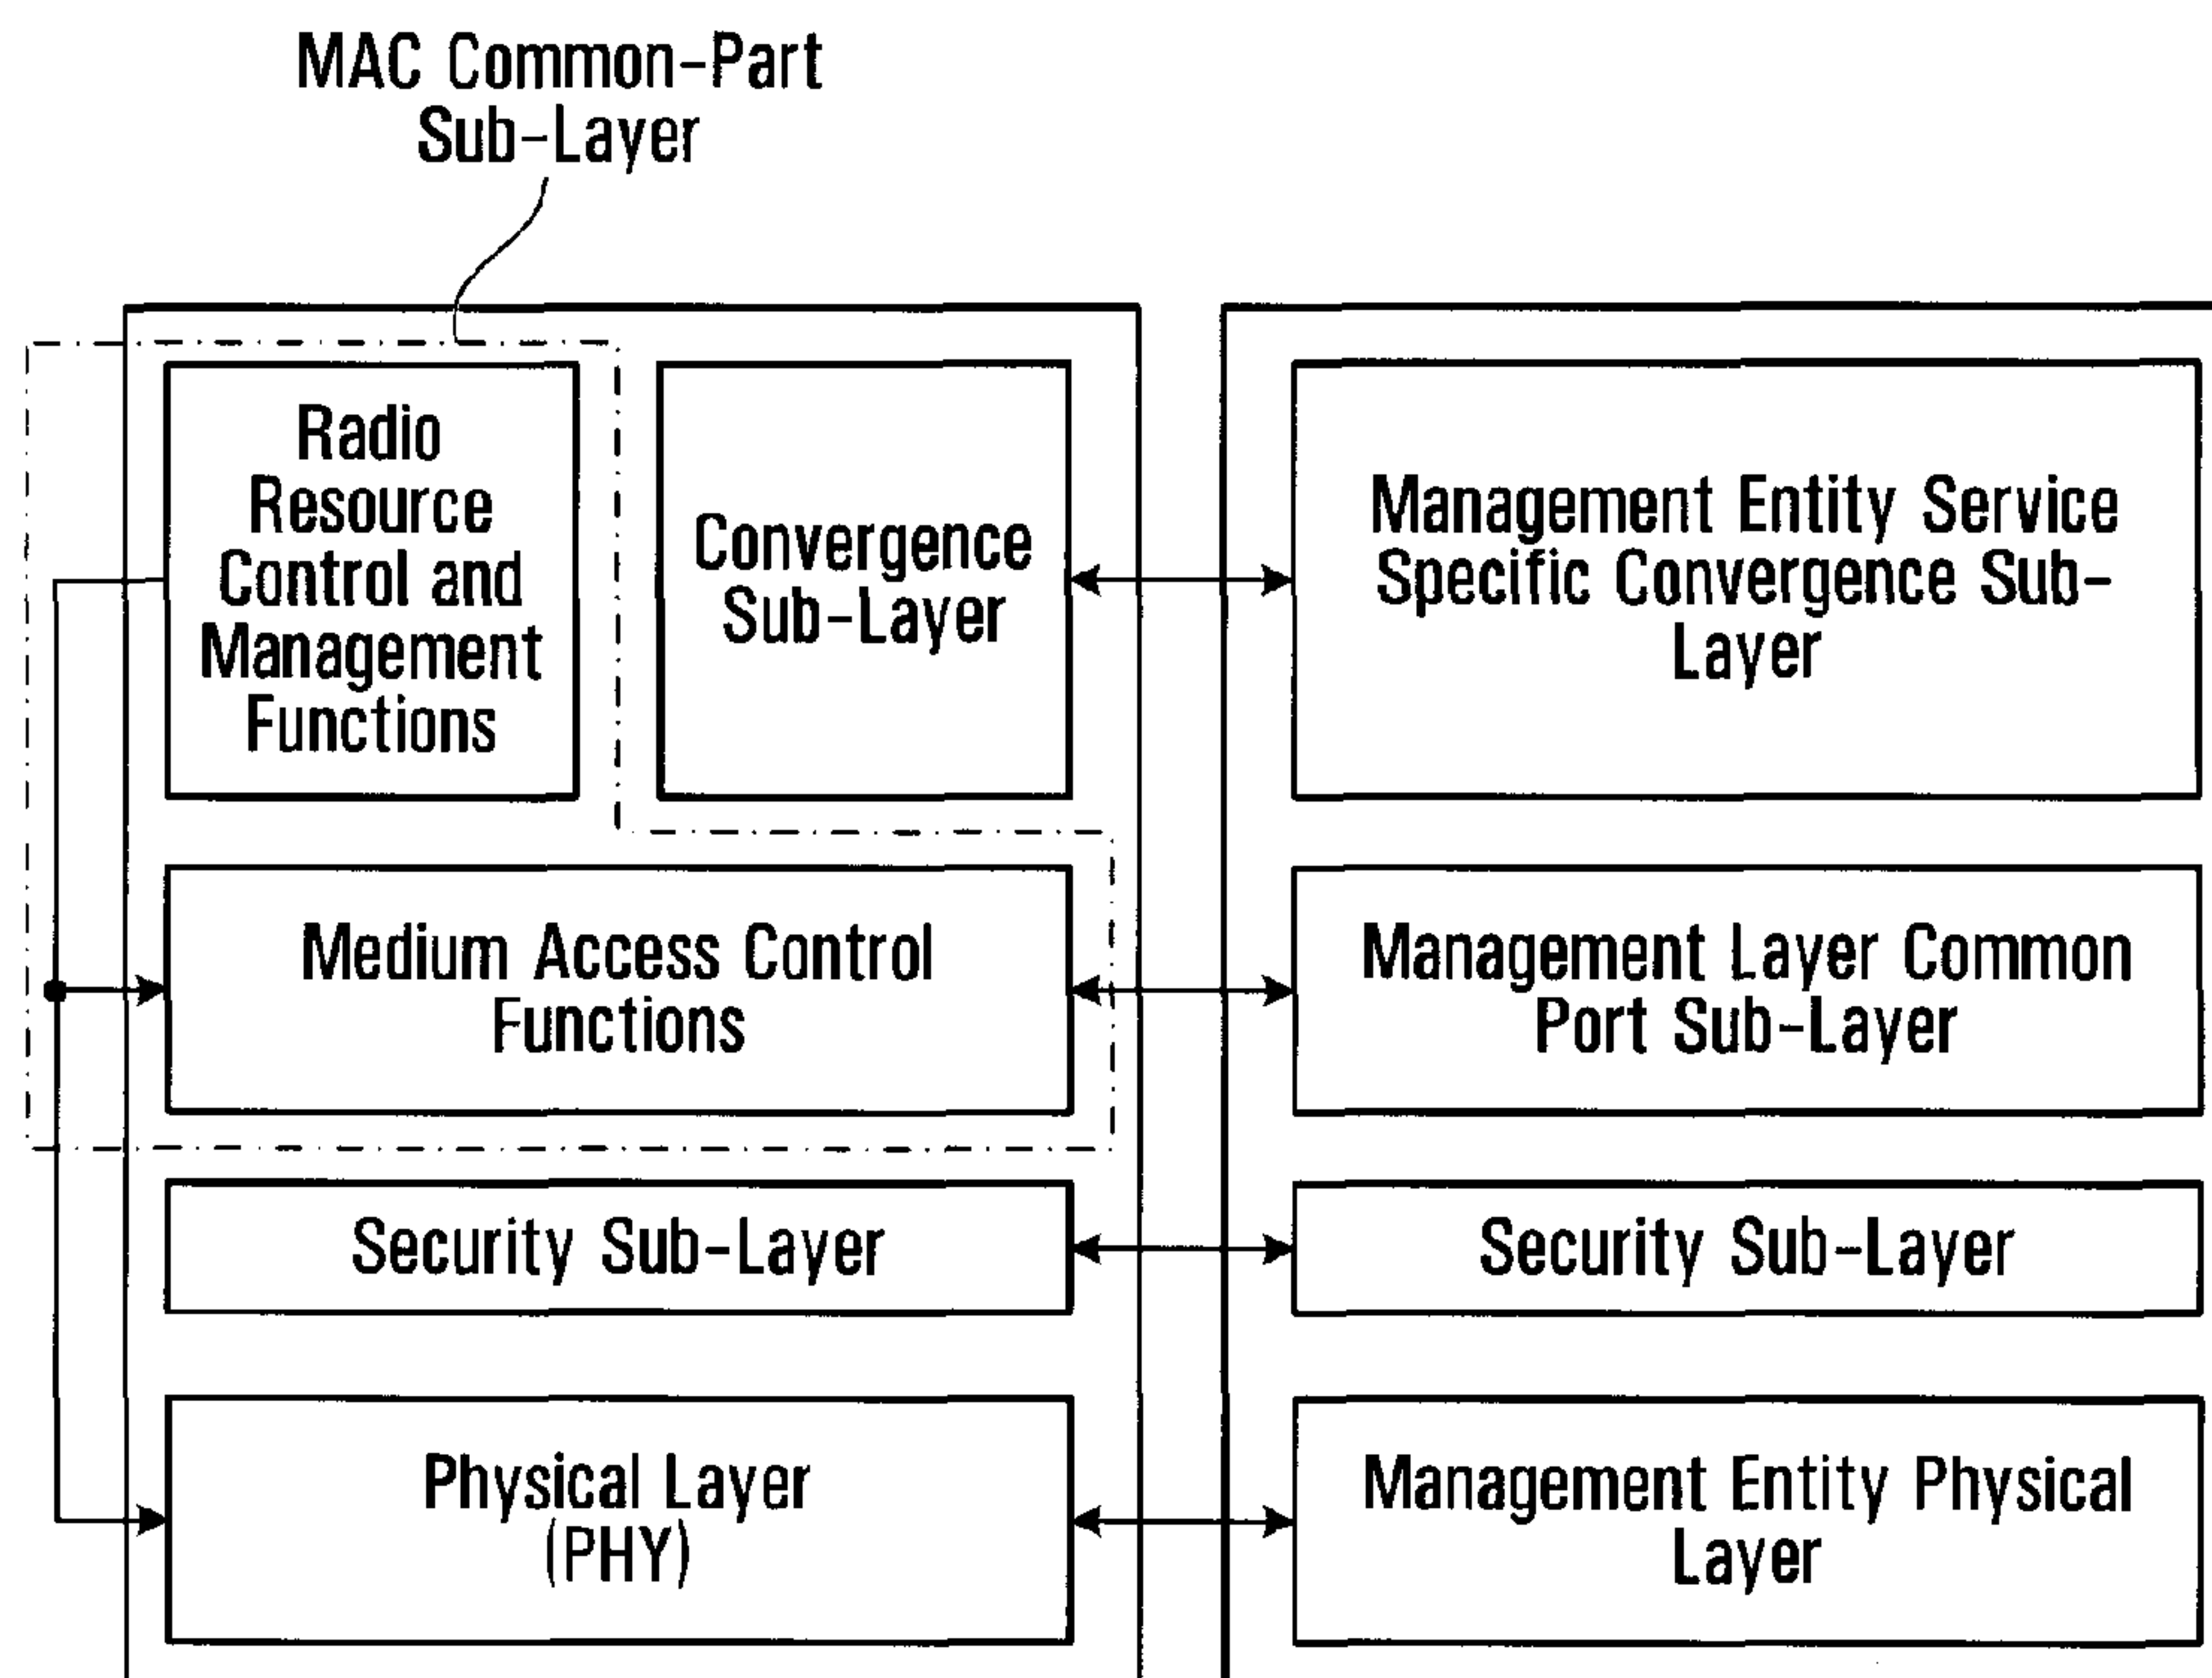 MAC Common-Part
Sub-Layer
Radio
Resource
Control and
Management
Functions
Convergence
Sub-Layer
Management Entity Service
Specific Convergence Sub-
Layer
Medium Access Control
Functions
Management Layer Common
Port Sub-Layer
Security Sub-Layer
Security Sub-Layer
Physical Layer
(PHY)
Management Entity Physical
Layer